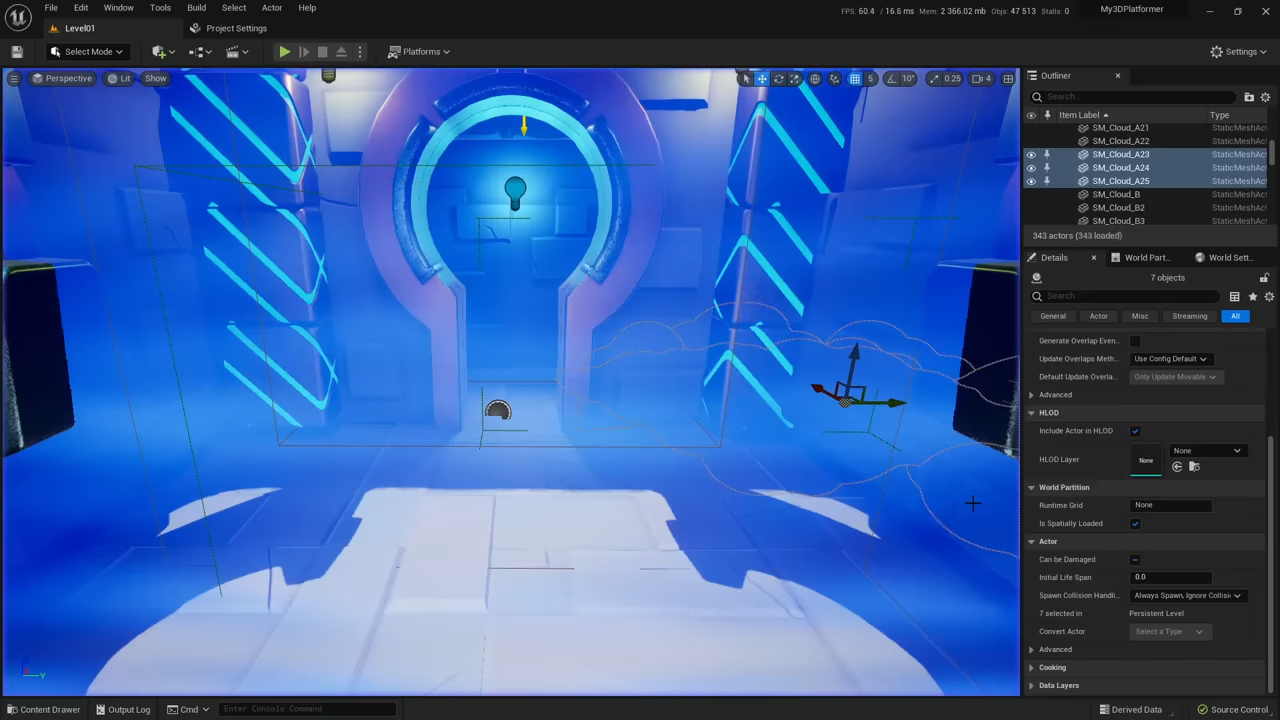 File Edit Window Tools Build Select Actor Help
FPS: 60.4 / 16.6 ms Mem: 2 366.02 mb Objs: 47 513 Stalls: 0
My3DPlatformer
Level01
Project Settings
Select Mode
Platforms
Settings
Perspective Lit Show
5 10° 0.25 4
Outliner
Search...
Item Label Type
SM_Cloud_A21 StaticMeshAct
SM_Cloud_A22 StaticMeshAct
SM_Cloud_A23 StaticMeshAct
SM_Cloud_A24 StaticMeshAct
SM_Cloud_A25 StaticMeshAct
SM_Cloud_B StaticMeshAct
SM_Cloud_B2 StaticMeshAct
SM_Cloud_B3 StaticMeshAct
343 actors (343 loaded)
Details World Part... World Sett...
7 objects
Search
General Actor Misc Streaming All
Generate Overlap Even...
Update Overlaps Meth... Use Config Default
Default Update Overla... Only Update Movable
Advanced
HLOD
Include Actor in HLOD
HLOD Layer None None
World Partition
Runtime Grid None
Is Spatially Loaded
Actor
Can be Damaged
Initial Life Span 0.0
Spawn Collision Handli... Always Spawn, Ignore Collisi
7 selected in Persistent Level
Convert Actor Select a Type
Advanced
Cooking
Data Layers
Y
Content Drawer Output Log Cmd Enter Console Command
Derived Data Source Control